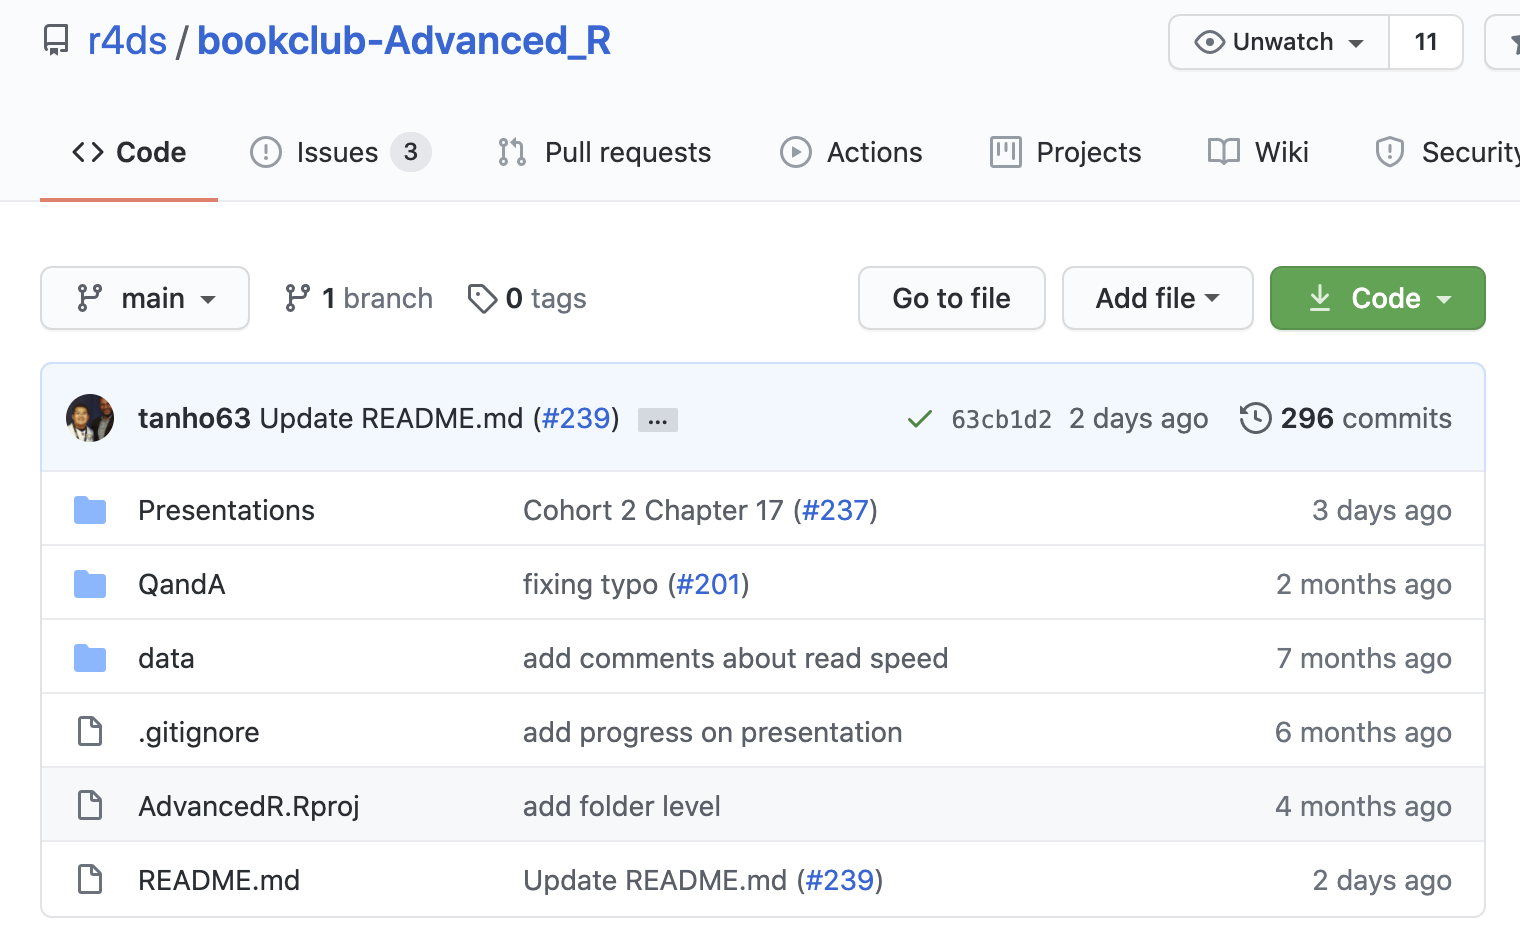 r4ds / bookclub-Advanced_R Unwatch 11
Code Issues 3 Pull requests Actions Projects Wiki Security
main 1 branch 0 tags Go to file Add file Code
tanho63 Update README.md (#239) ... 63cb1d2 2 days ago 296 commits
Presentations Cohort 2 Chapter 17 (#237) 3 days ago
QandA fixing typo (#201) 2 months ago
data add comments about read speed 7 months ago
.gitignore add progress on presentation 6 months ago
AdvancedR.Rproj add folder level 4 months ago
README.md Update README.md (#239) 2 days ago